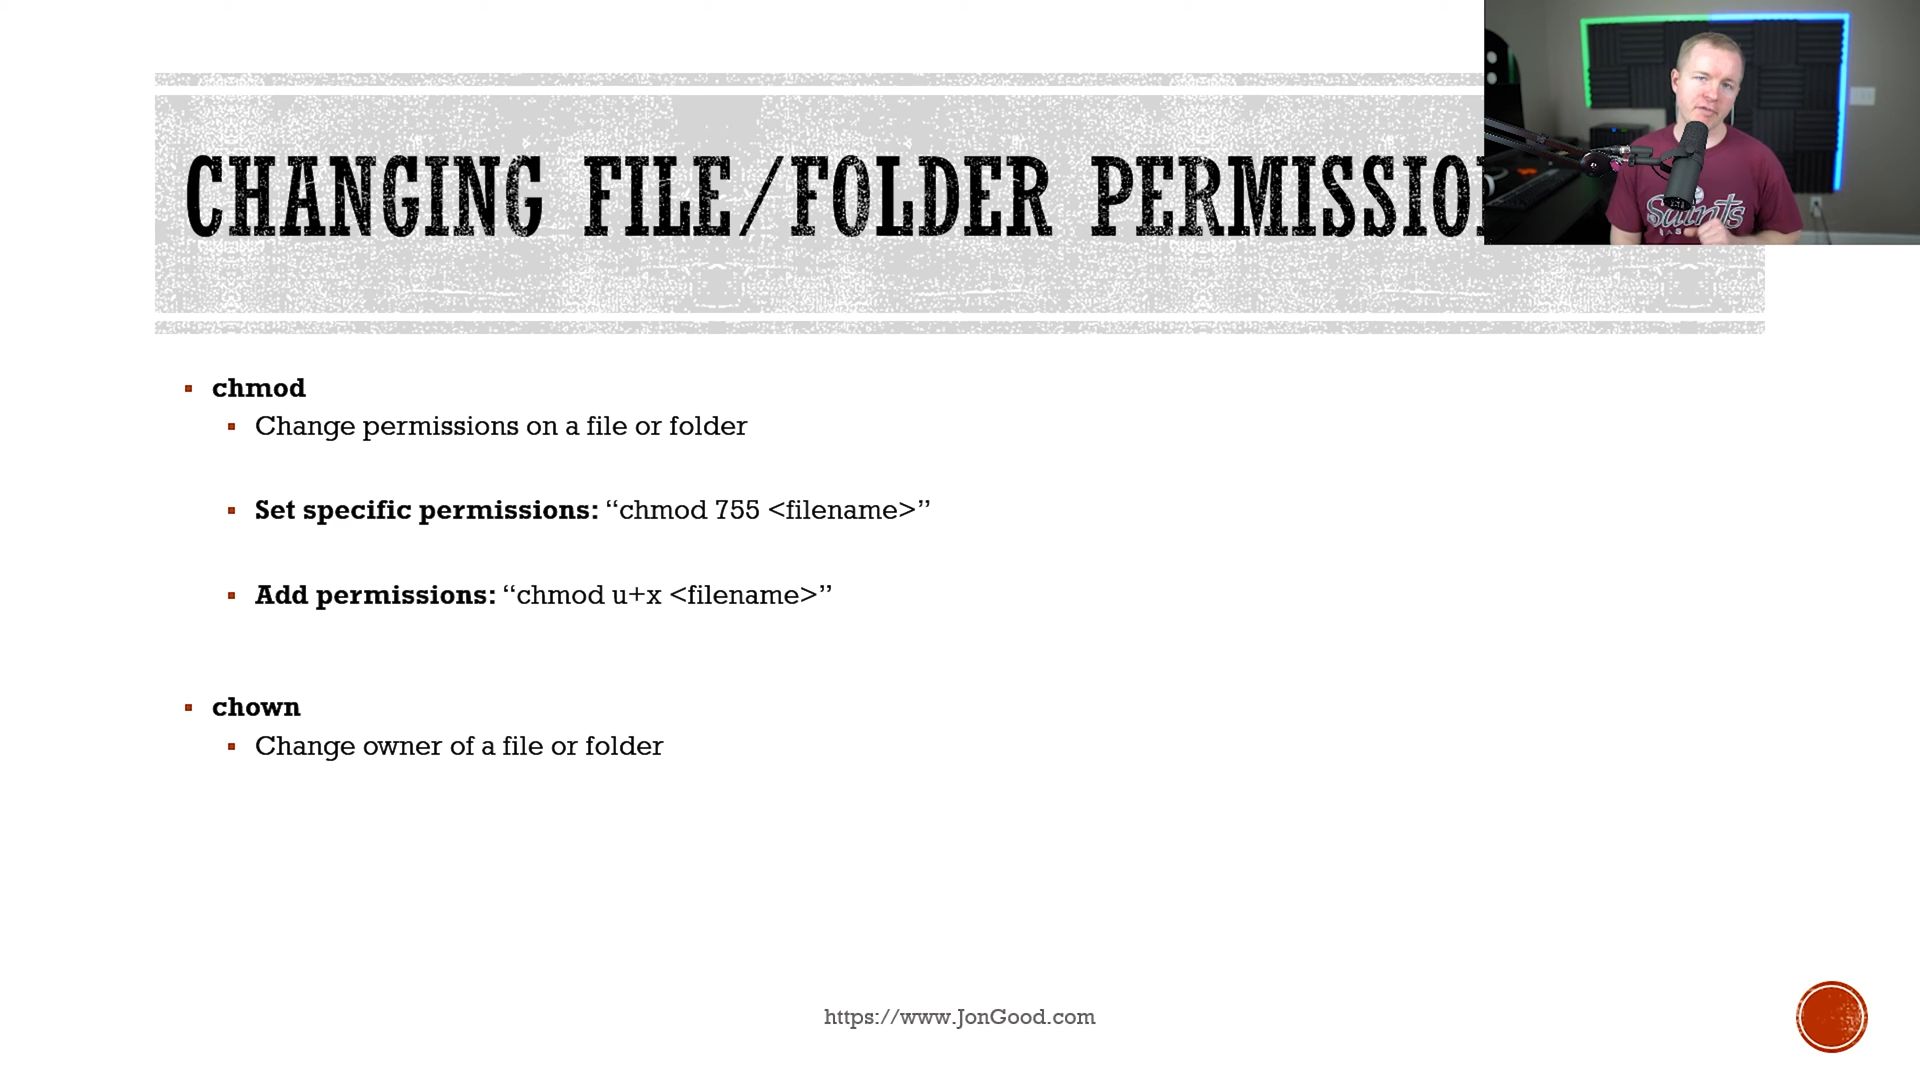 CHANGING FILE/FOLDER
chmod
Change permissions on a file or folder
Set specific permissions: “chmod 755 <filename>”
Add permissions: “chmod u+x <filename>”
chown
Change owner of a file or folder
https://www.JonGood.com
Saints